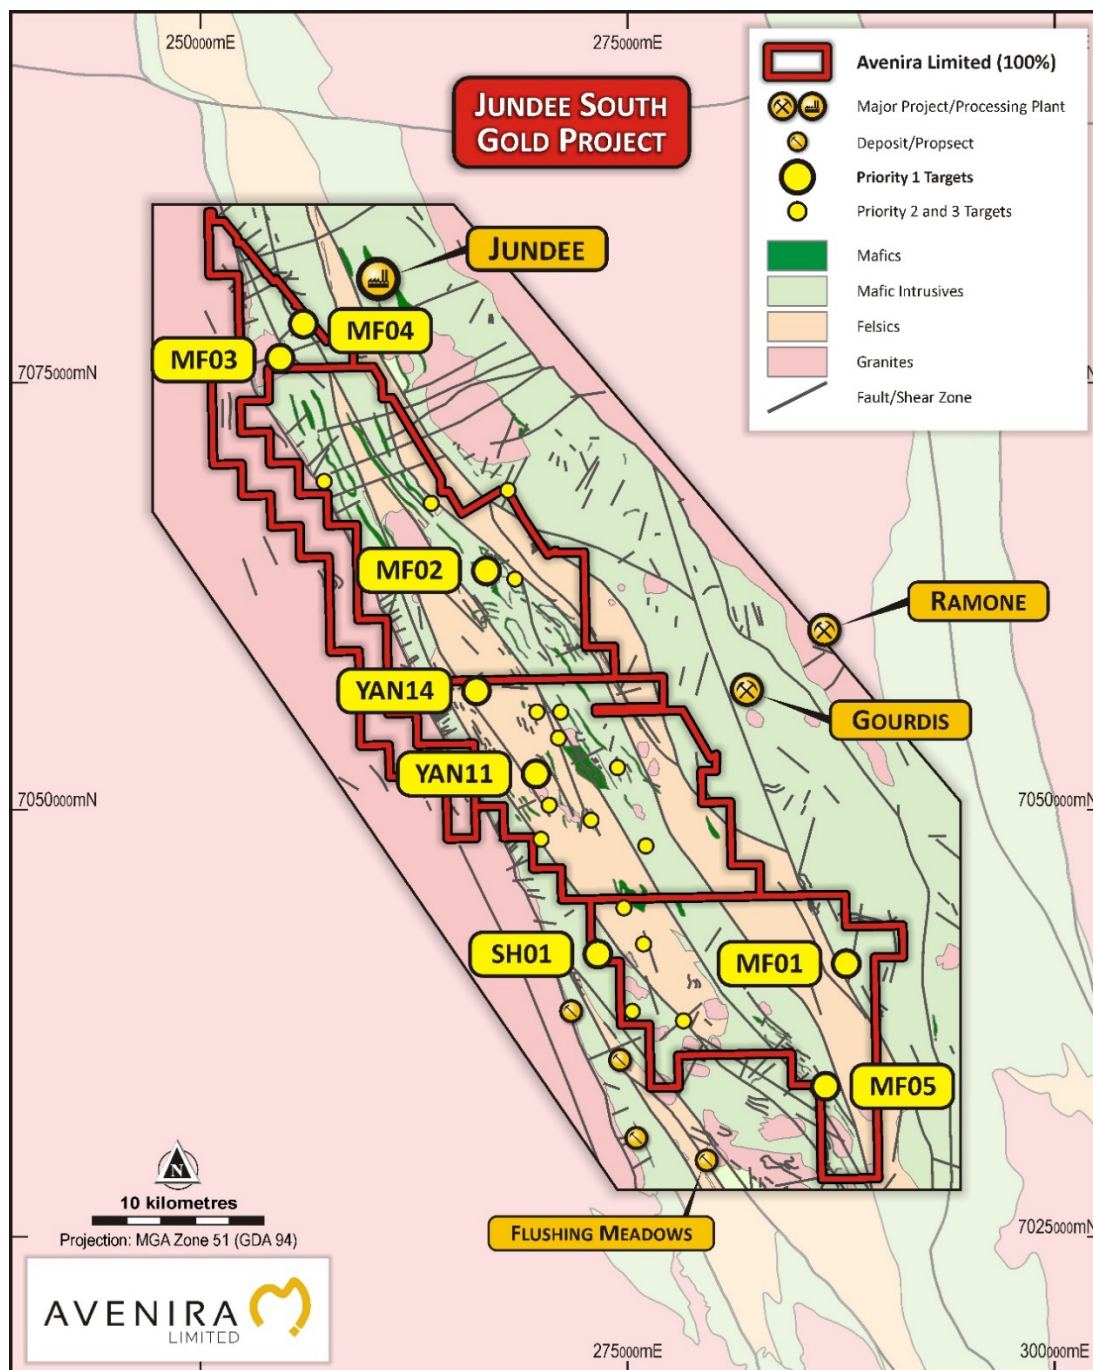 250000mE
275000mE
JUNDEE SOUTH
GOLD PROJECT
Avenira Limited (100%)
Major Project/Processing Plant
Deposit/Propsect
Priority 1 Targets
Priority 2 and 3 Targets
Mafics
Mafic Intrusives
Felsics
Granites
Fault/Shear Zone
JUNDEE
MF04
MF03
7075000mN
MF02
RAMONE
YAN14
GOURDIS
YAN11
7050000mN
7050000mN
SH01
MF01
MF05
N
10 kilometres
Projection: MGA Zone 51 (GDA 94)
FLUSHING MEADOWS
7025000mN
AVENIRA
LIMITED
275000mE
300000mE